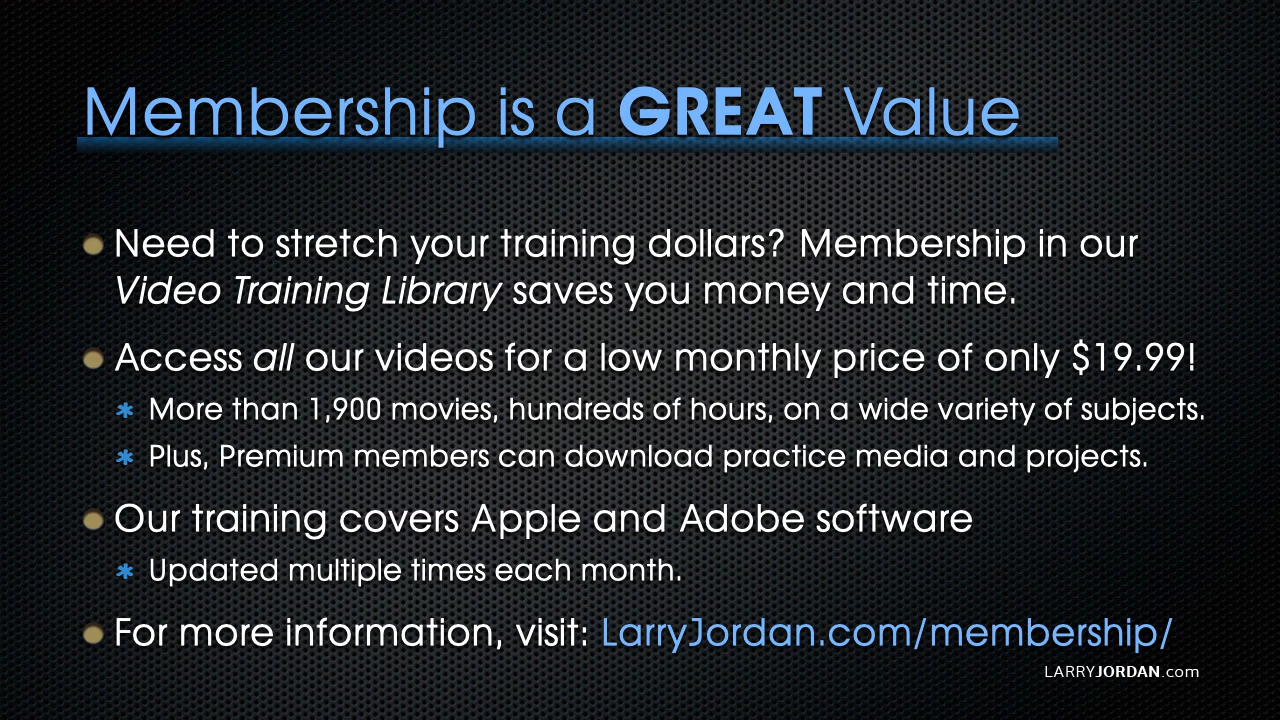 Membership is a GREAT Value
Need to stretch your training dollars? Membership in our
Video Training Library saves you money and time.
Access all our videos for a low monthly price of only $19.99!
More than 1,900 movies, hundreds of hours, on a wide variety of subjects.
Plus, Premium members can download practice media and projects.
Our training covers Apple and Adobe software
Updated multiple times each month.
For more information, visit: LarryJordan.com/membership/
LARRYJORDAN.com